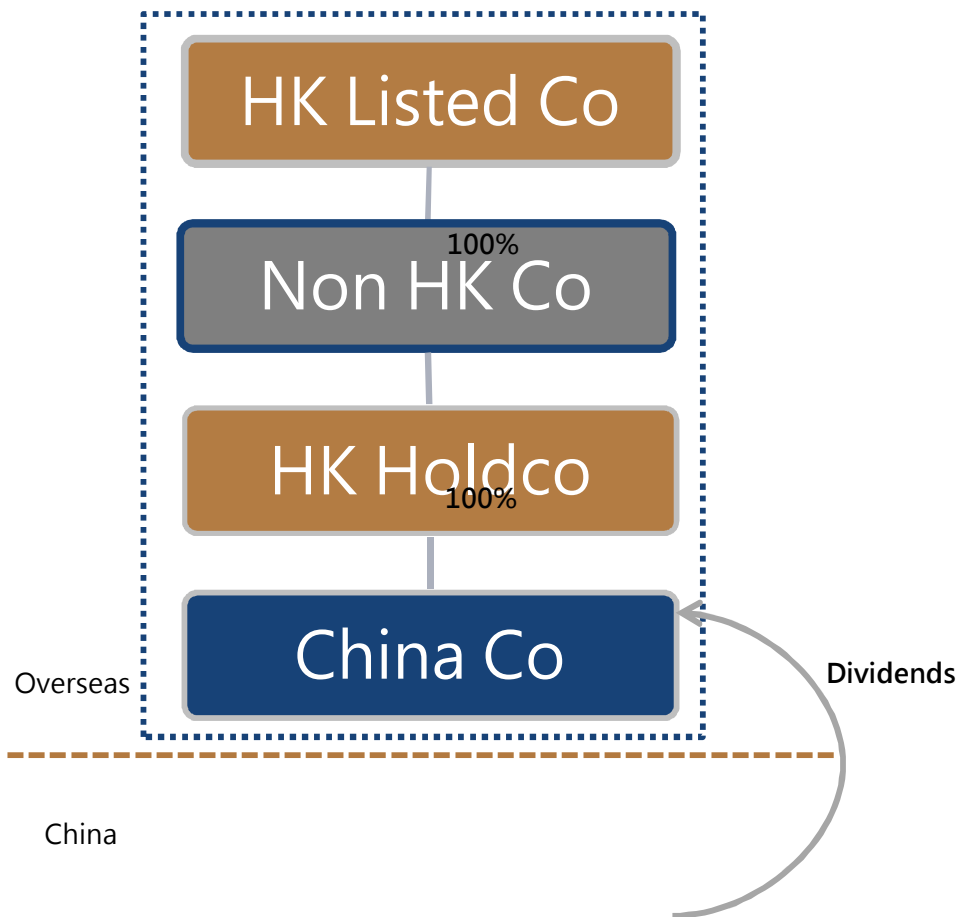 HK Listed Co
100%
Non HK Co
HK Holdco
100%
China Co
Overseas
Dividends
China